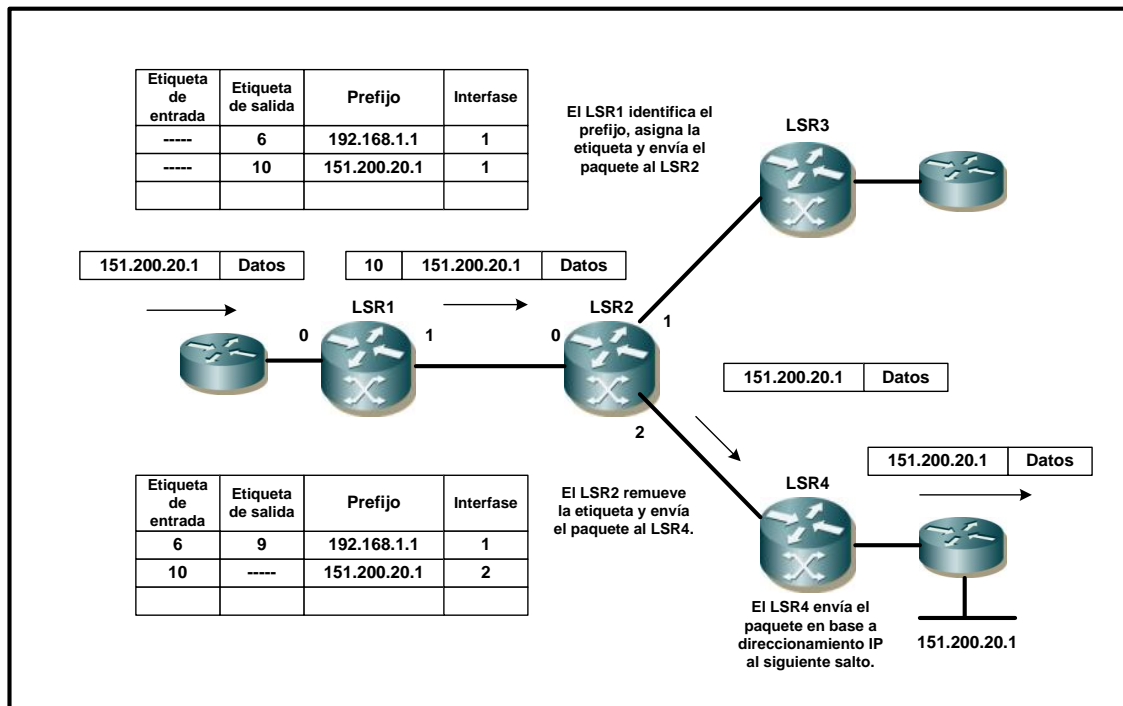 Etiqueta de entrada Etiqueta de salida Prefijo Interfase
----- 6 192.168.1.1 1
----- 10 151.200.20.1 1
El LSR1 identifica el
prefijo, asigna la
etiqueta y envía el
paquete al LSR2
LSR3
151.200.20.1 Datos
10 151.200.20.1 Datos
LSR1
LSR2
0
1
0
1
2
151.200.20.1 Datos
151.200.20.1 Datos
Etiqueta de entrada Etiqueta de salida Prefijo Interfase
6 9 192.168.1.1 1
10 ----- 151.200.20.1 2
El LSR2 remueve
la etiqueta y envía
el paquete al LSR4.
LSR4
El LSR4 envía el
paquete en base a
direccionamiento IP
al siguiente salto.
151.200.20.1